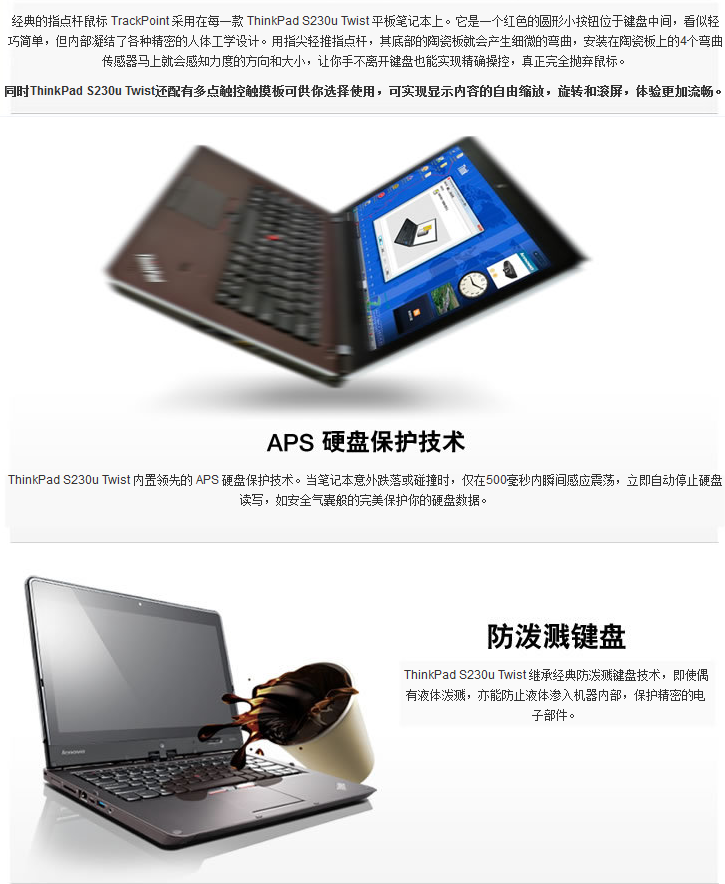 经典的指点杆鼠标 TrackPoint 采用在每一款 ThinkPad S230u Twist 平板笔记本上。它是一个红色的圆形小按钮位于键盘中间，看似轻
巧简单，但内部凝结了各种精密的人体工学设计。用指尖轻推指点杆，其底部的陶瓷板就会产生细微的弯曲，安装在陶瓷板上的4个弯曲
传感器马上就会感知力度的方向和大小，让你手不离开键盘也能实现精确操控，真正完全抛弃鼠标。
同时ThinkPad S230u Twist还配有多点触控触摸板可供你选择使用，可实现显示内容的自由缩放，旋转和滚屏，体验更加流畅。
APS 硬盘保护技术
ThinkPad S230u Twist 内置领先的 APS 硬盘保护技术。当笔记本意外跌落或碰撞时，仅在500毫秒内瞬间感应震荡，立即自动停止硬盘
读写，如安全气囊般的完美保护你的硬盘数据。
防泼溅键盘
ThinkPad S230u Twist 继承经典防泼溅键盘技术，即使偶
有液体泼溅，亦能防止液体渗入机器内部，保护精密的电
子部件。
lenovo